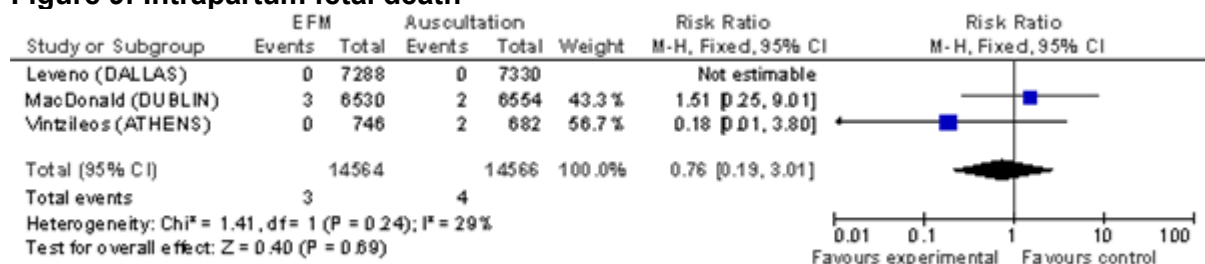 EFM Auscultation Risk Ratio Risk Ratio
Study or Subgroup Events Total Events Total Weight M-H, Fixed, 95% CI M-H, Fixed, 95% CI
Leveno (DALLAS) 0 7288 0 7330 Not estimable
MacDonald (DUBLIN) 3 6530 2 6554 43.3% 1.51 [0.25, 9.01]
Vintzileos (ATHENS) 0 746 2 682 56.7% 0.18 [0.01, 3.80]
Total (95% CI) 14564 14566 100.0% 0.76 [0.19, 3.01]
Total events 3 4
Heterogeneity: Chi² = 1.41, df = 1 (P = 0.24); I² = 29%
Test for overall effect: Z = 0.40 (P = 0.69)
0.01 0.1 1 10 100
Favours experimental Favours control